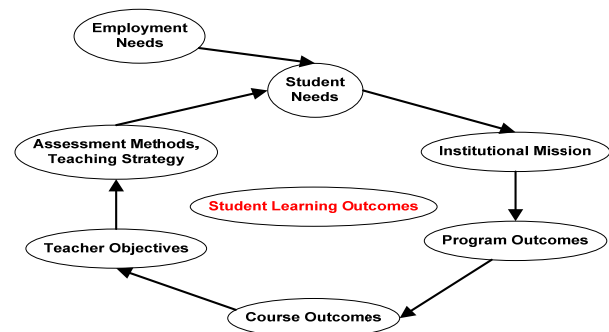 Employment
Needs
Student
Needs
Assessment Methods,
Teaching Strategy
Institutional Mission
Student Learning Outcomes
Teacher Objectives
Program Outcomes
Course Outcomes